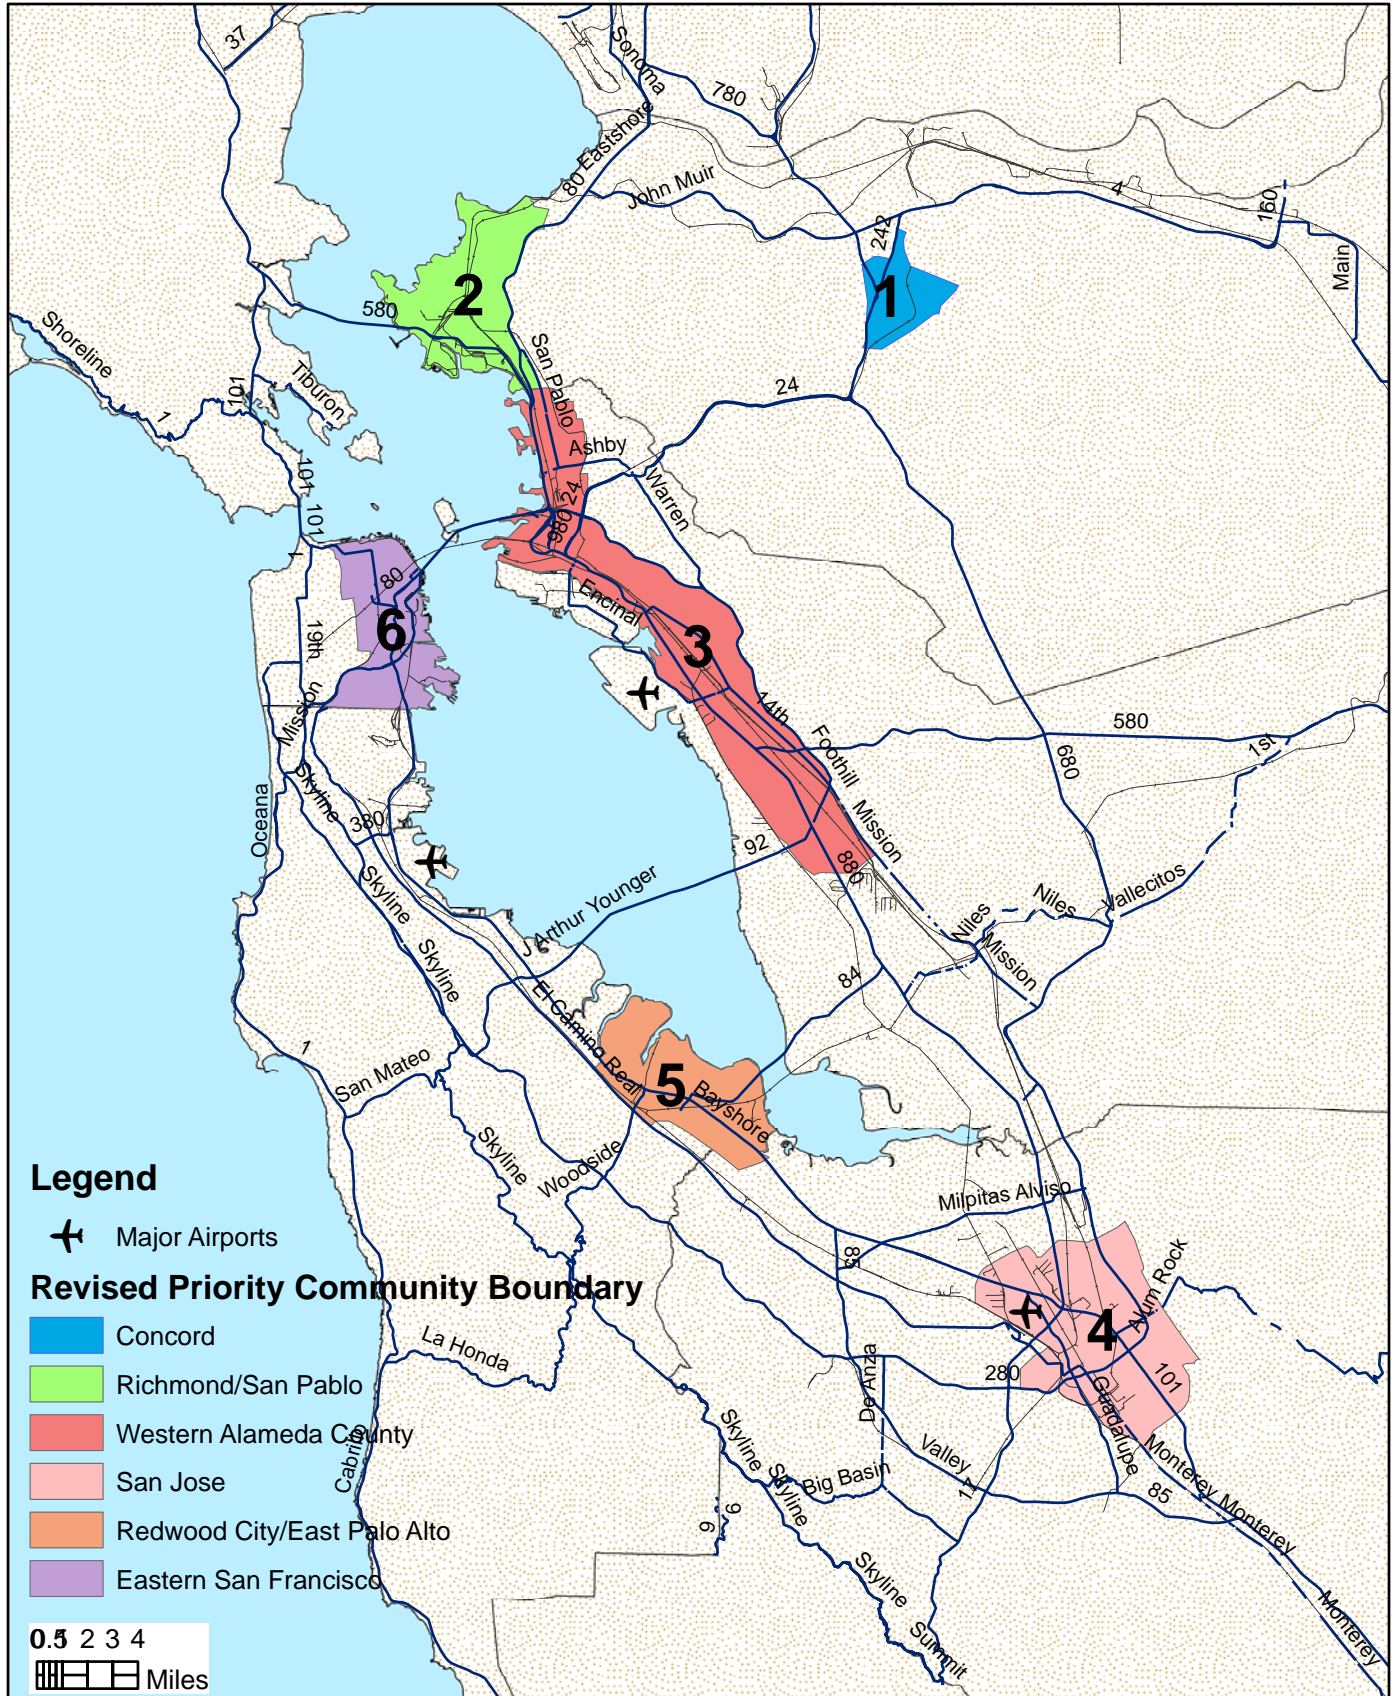 37
Sonoma
780
80 Eastshore
John Muir
4
160
242
Main
1
2
580
Shoreline
1
101
Tiburon
San Pablo
24
Ashby
Warren
101
101
24
980
1
80
Encinal
6
19th
3
Mission
14th
Foothill
580
1st
680
Skyline
Oceana
380
Mission
92
880
Skyline
J Arthur Younger
Niles
Niles
Vallecitos
Skyline
Mission
84
El Camino Real
1
San Mateo
5
Bayshore
Skyline
Woodside
Milpitas Alviso
85
Alum Rock
4
La Honda
280
101
De Anza
Guadalupe
Cabrillo
Skyline
Valley
Monterey
Monterey
Skyline
Big Basin
17
85
9
9
Monterey
Skyline
Summit
Monterey
Legend
Major Airports
Revised Priority Community Boundary
Concord
Richmond/San Pablo
Western Alameda County
San Jose
Redwood City/East Palo Alto
Eastern San Francisco
0 0.5 1 2 3 4
Miles